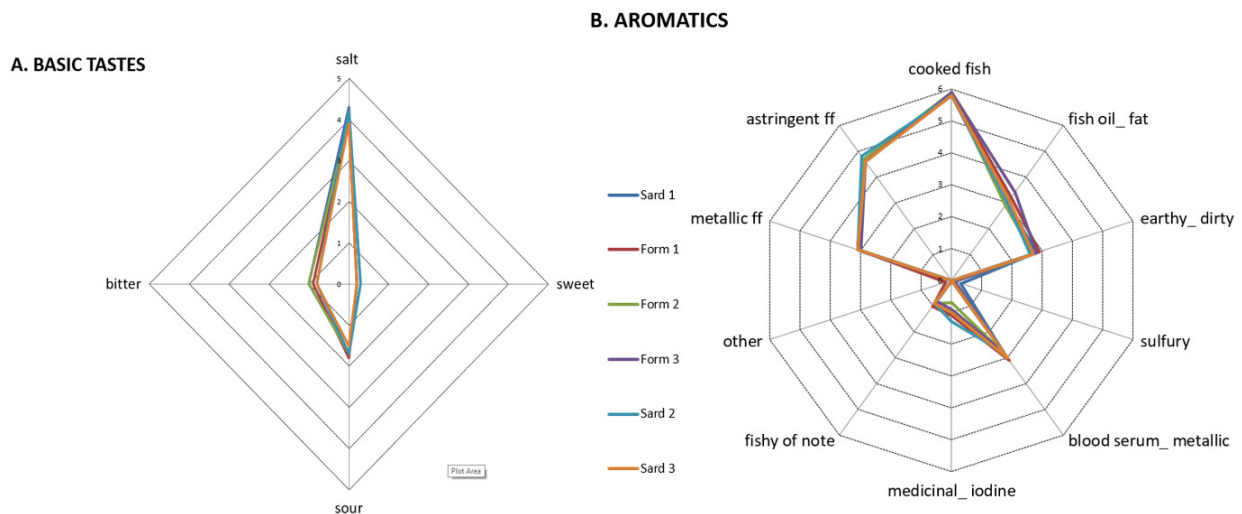 B. AROMATICS
A. BASIC TASTES
salt
5
4
3
2
1
0
bitter
sweet
sour
Plot Area
Sard 1
Form 1
Form 2
Form 3
Sard 2
Sard 3
cooked fish
6
5
4
3
2
1
0
fish oil_ fat
earthy_ dirty
sulfury
blood serum_ metallic
medicinal_ iodine
fishy of note
other
metallic ff
astringent ff